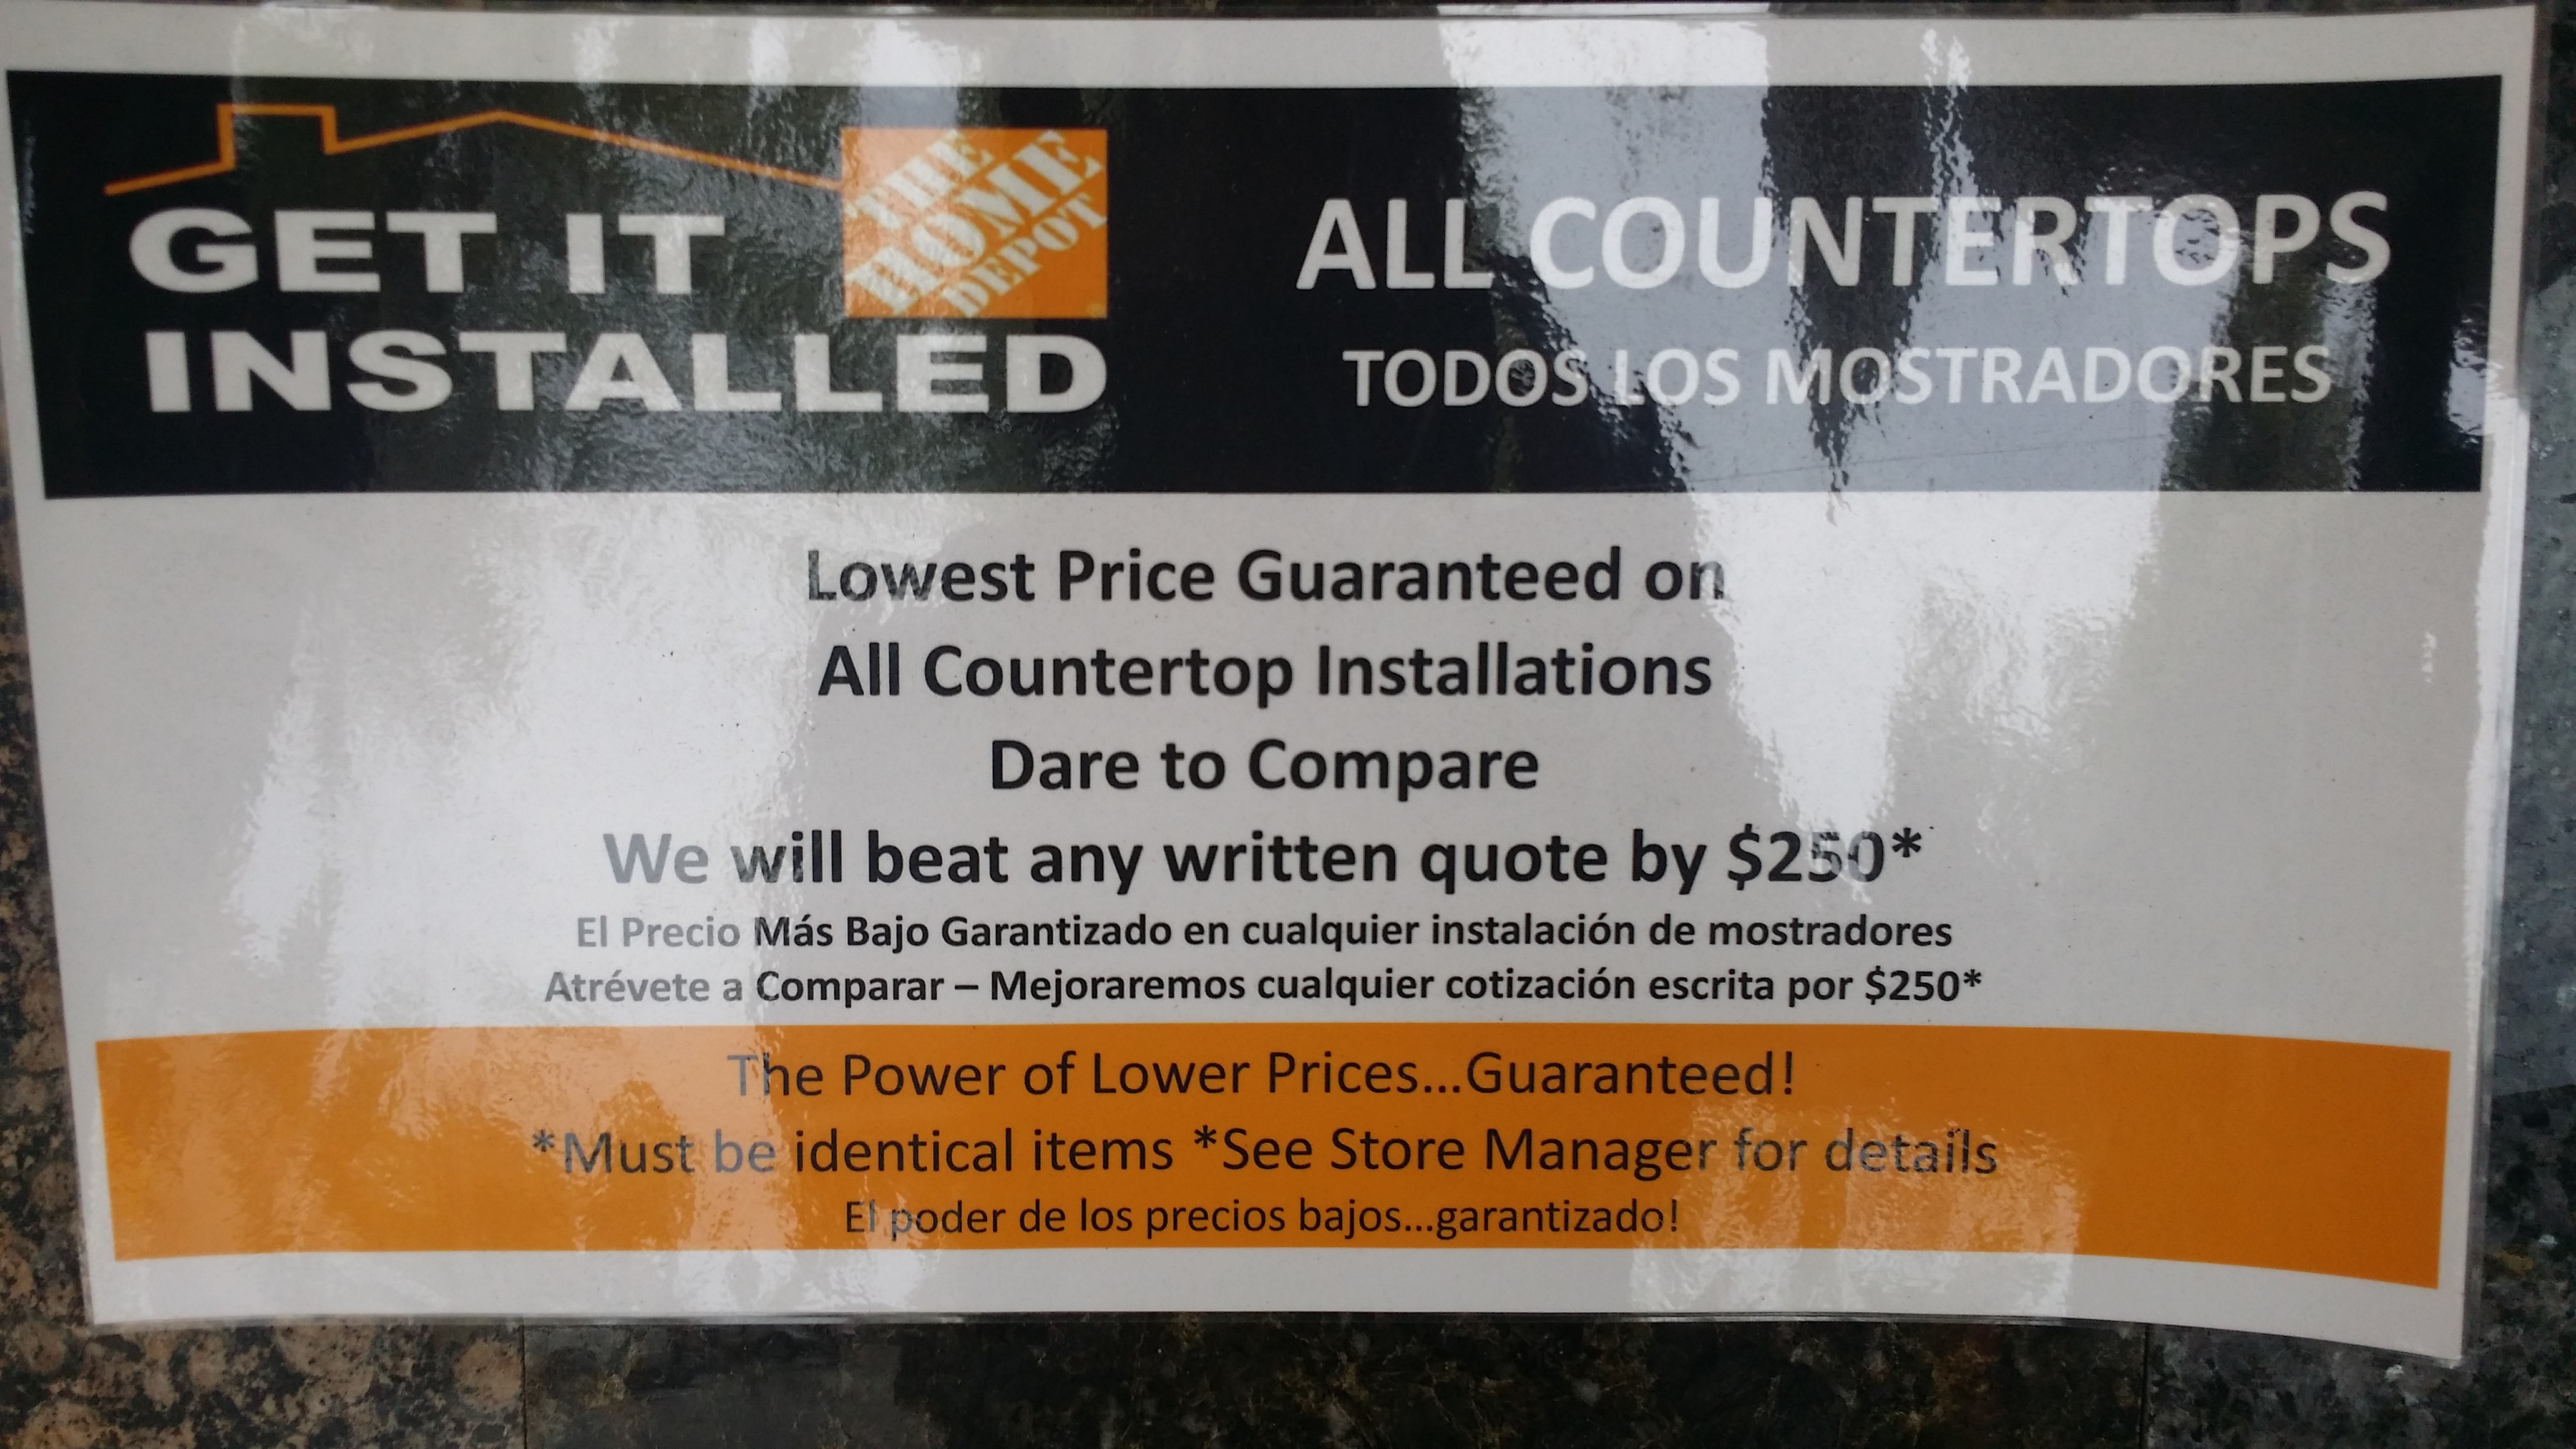 GET IT
THE
HOME
DEPOT
INSTALLED
ALL COUNTERTOPS
TODOS LOS MOSTRADORES
Lowest Price Guaranteed on
All Countertop Installations
Dare to Compare
We will beat any written quote by $250*
El Precio Más Bajo Garantizado en cualquier instalación de mostradores
Atrévete a Comparar – Mejoraremos cualquier cotización escrita por $250*
The Power of Lower Prices...Guaranteed!
*Must be identical items *See Store Manager for details
El poder de los precios bajos...garantizado!